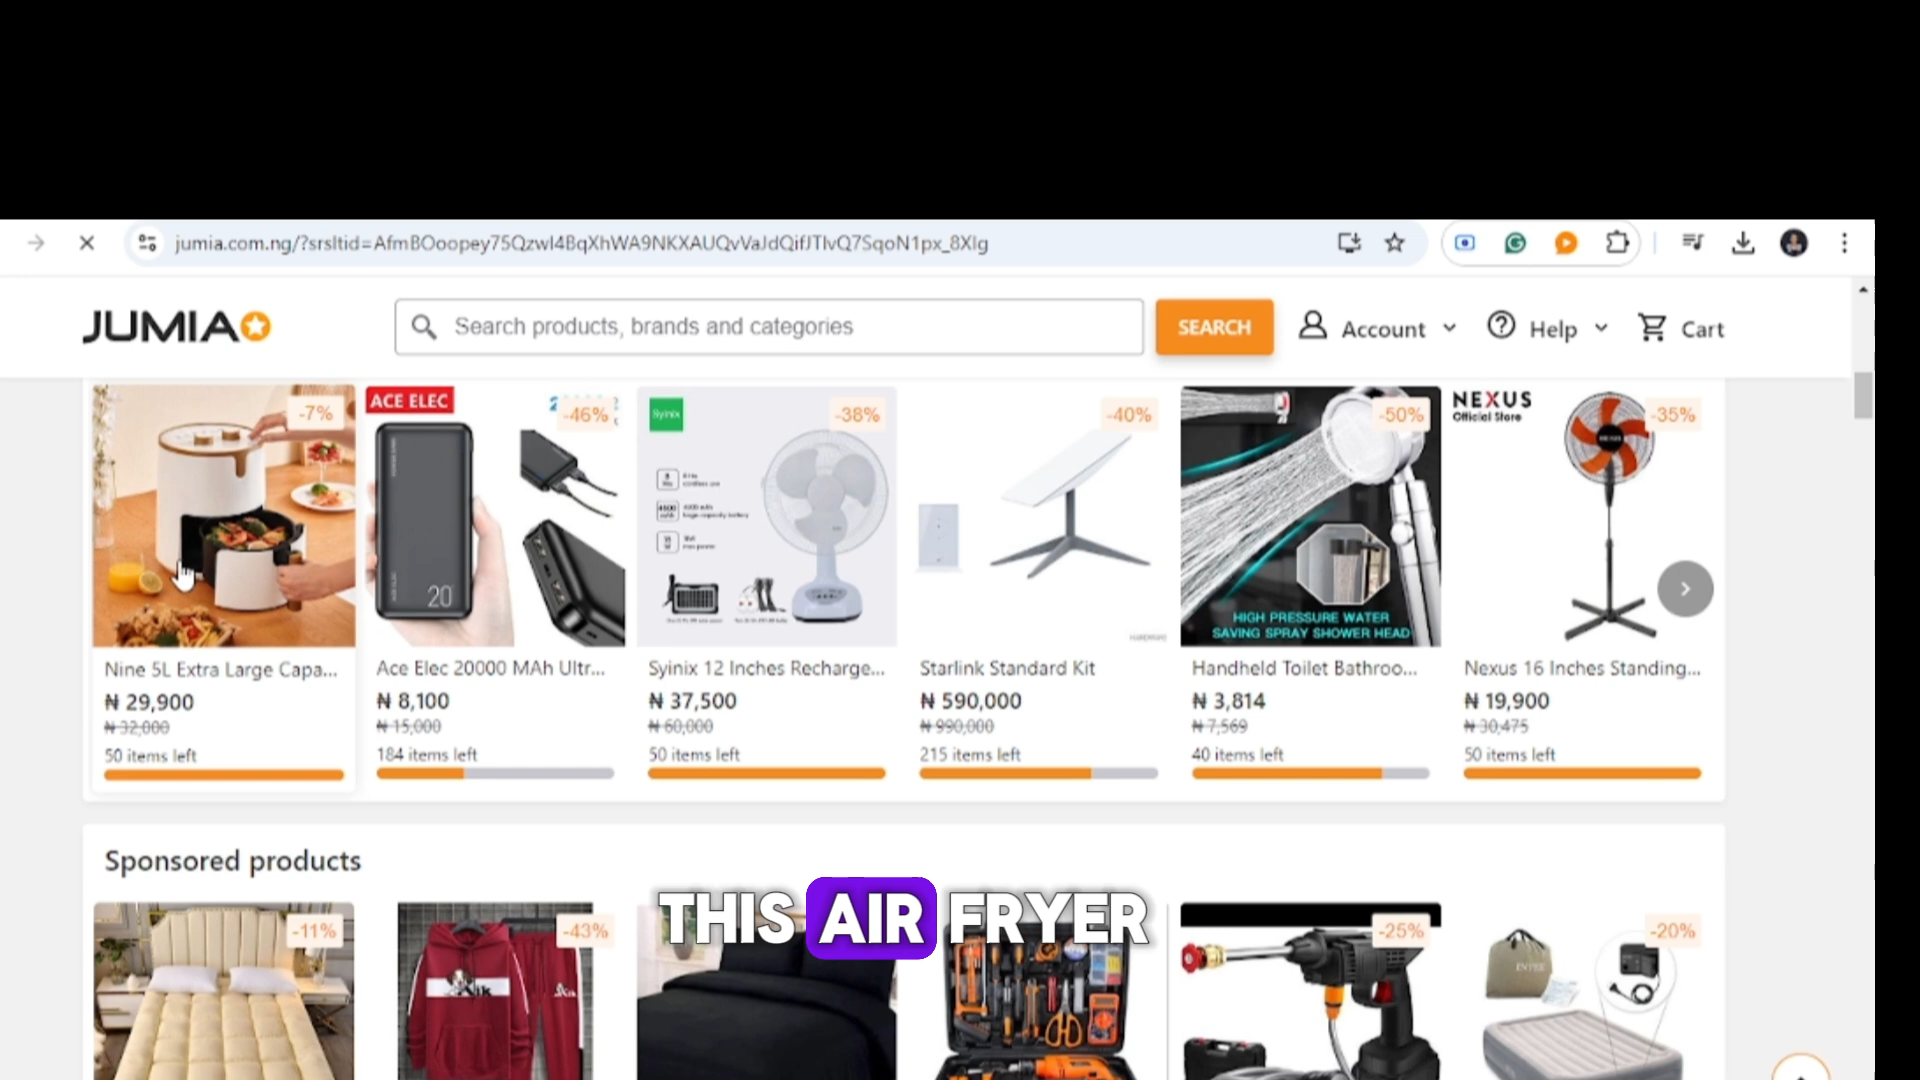 jumia.com.ng/?srsltid=AfmBOoopey75Qzwl4BqXhWA9NKXAUQvVaJdQifJTlvQ7SqoN1px_8Xlg
JUMIA
Search products, brands and categories
SEARCH
Account
Help
Cart
-7%
ACE ELEC
-46%
20
Syinix
-38%
-40%
-50%
HIGH PRESSURE WATER
SAVING SPRAY SHOWER HEAD
NEXUS
Official Store
-35%
Nine 5L Extra Large Capa...
₦ 29,900
₦ 32,000
50 items left
Ace Elec 20000 MAh Ultr...
₦ 8,100
₦ 15,000
184 items left
Syinix 12 Inches Recharge...
₦ 37,500
₦ 60,000
50 items left
Starlink Standard Kit
₦ 590,000
₦ 990,000
215 items left
Handheld Toilet Bathroo...
₦ 3,814
₦ 7,569
40 items left
Nexus 16 Inches Standing...
₦ 19,900
₦ 30,475
50 items left
Sponsored products
THIS AIR FRYER
-11%
-43%
-25%
-20%
INTEX